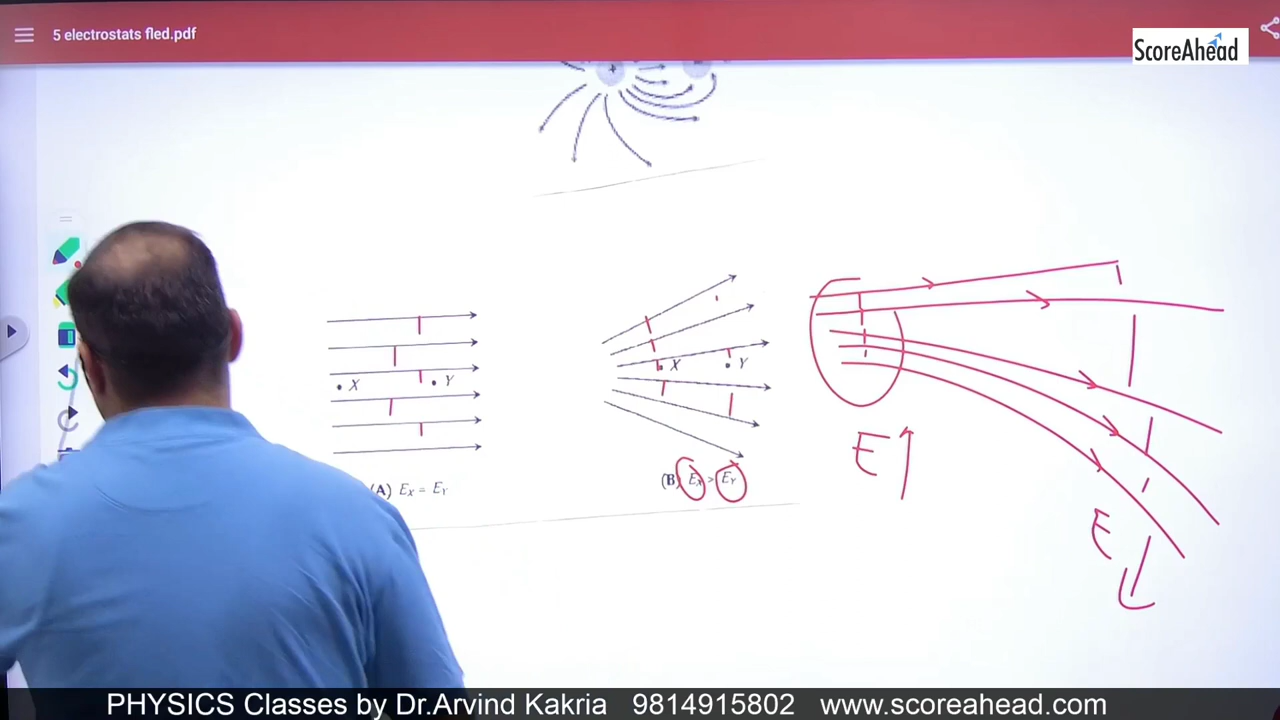 5 electrostats fled.pdf
ScoreAhead
+
X
Y
X
Y
(A) EX = EY
(B) EX > EY
E↑
E
PHYSICS Classes by Dr.Arvind Kakria 9814915802 www.scoreahead.com